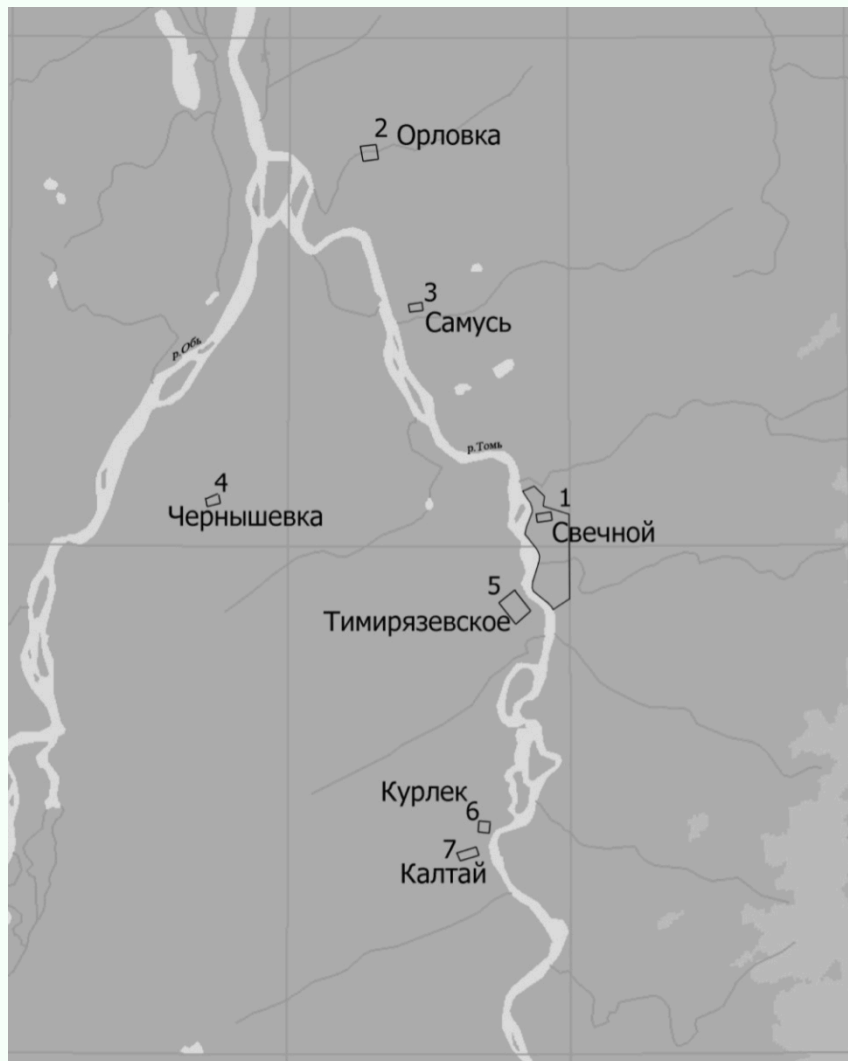 2 Орловка
3
Самусь
р.Обь
р.Томь
4
Чернышевка
1
Свечной
5
Тимирязевское
Курлек
6
7
Калтай